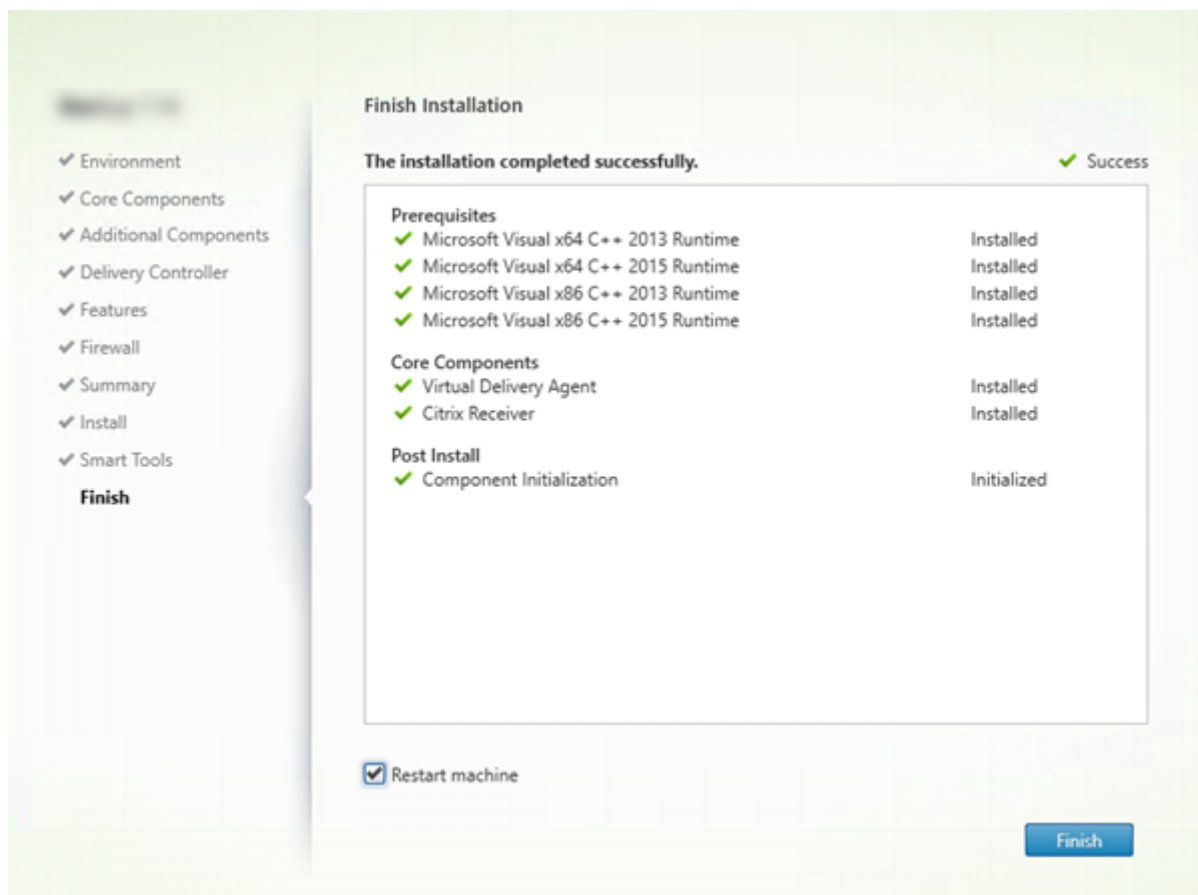 Environment
Core Components
Additional Components
Delivery Controller
Features
Firewall
Summary
Install
Smart Tools
Finish
Finish Installation
The installation completed successfully.
Success
Prerequisites
Microsoft Visual x64 C++ 2013 Runtime Installed
Microsoft Visual x64 C++ 2015 Runtime Installed
Microsoft Visual x86 C++ 2013 Runtime Installed
Microsoft Visual x86 C++ 2015 Runtime Installed
Core Components
Virtual Delivery Agent Installed
Citrix Receiver Installed
Post Install
Component Initialization Initialized
Restart machine
Finish